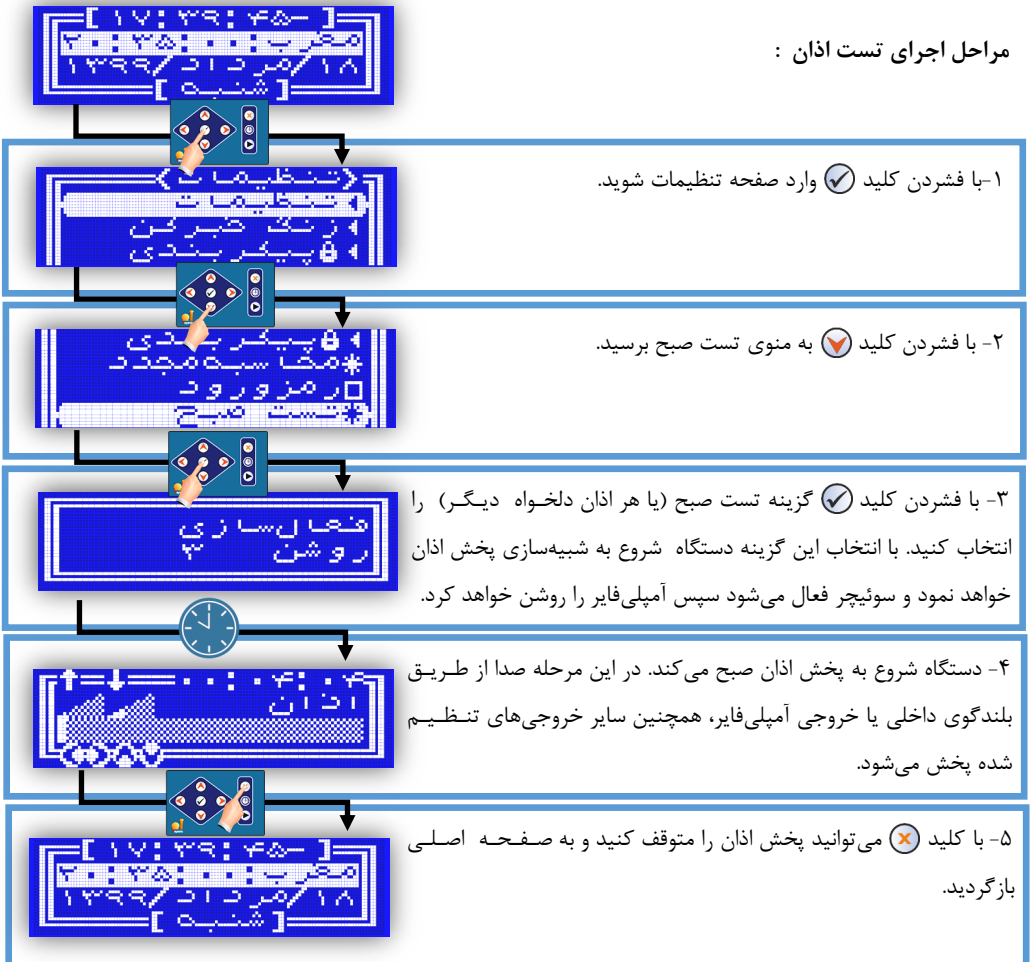 مراحل اجرای تست اذان :
[ ۱۷:۳۹:۴۵- ]
مغرب:۲۰:۳۵:۰۰
۱۸/مرداد/۱۳۹۹
[ شنبه ]
۱-با فشردن کلید وارد صفحه تنظیمات شوید.
تنظیمات
تنظیمات
زنگ خبرکن
پیکربندی
۲- با فشردن کلید به منوی تست صبح برسید.
پیکربندی
محاسبه مجدد
رمز ورود
تست صبح
۳- با فشردن کلید گزینه تست صبح (یا هر اذان دلخواه دیگر) را
انتخاب کنید. با انتخاب این گزینه دستگاه شروع به شبیه‌سازی پخش اذان
خواهد نمود و سوئیچر فعال می‌شود سپس آمپلی‌فایر را روشن خواهد کرد.
فعال‌سازی
روشن ۳
۴- دستگاه شروع به پخش اذان صبح می‌کند. در این مرحله صدا از طریق
بلندگوی داخلی یا خروجی آمپلی‌فایر، همچنین سایر خروجی‌های تنظیم
شده پخش می‌شود.
۰۰:۰۴:۰۴
اذان
۵- با کلید می‌توانید پخش اذان را متوقف کنید و به صفحه اصلی
بازگردید.
[ ۱۷:۳۹:۴۵- ]
مغرب:۲۰:۳۵:۰۰
۱۸/مرداد/۱۳۹۹
[ شنبه ]